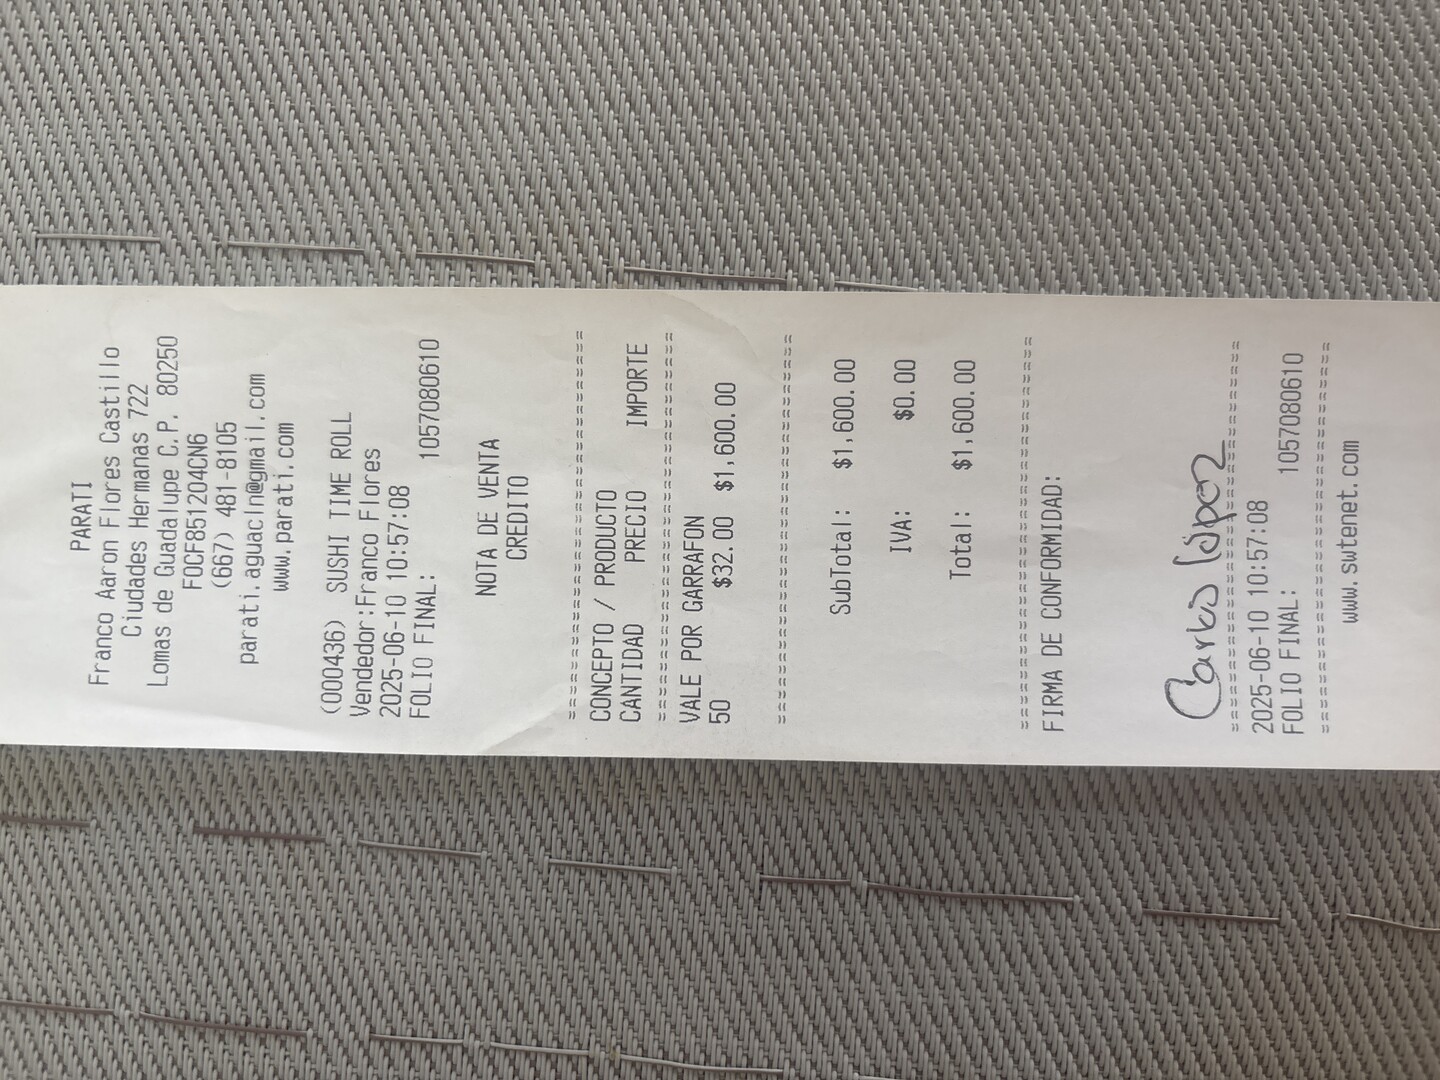 PARATI
Franco Aaron Flores Castillo
Ciudades Hermanas 722
Lomas de Guadalupe C.P. 80250
FOCF851204CN6
(667) 481-8105
parati.aguacln@gmail.com
www.parati.com
(000436) SUSHI TIME ROLL
Vendedor:Franco Flores
2025-06-10 10:57:08
FOLIO FINAL: 1057080610
NOTA DE VENTA
CREDITO
CONCEPTO / PRODUCTO
CANTIDAD PRECIO IMPORTE
VALE POR GARRAFON
50 $32.00 $1,600.00
SubTotal: $1,600.00
IVA: $0.00
Total: $1,600.00
FIRMA DE CONFORMIDAD:
Carlos López
2025-06-10 10:57:08
FOLIO FINAL: 1057080610
www.swtenet.com